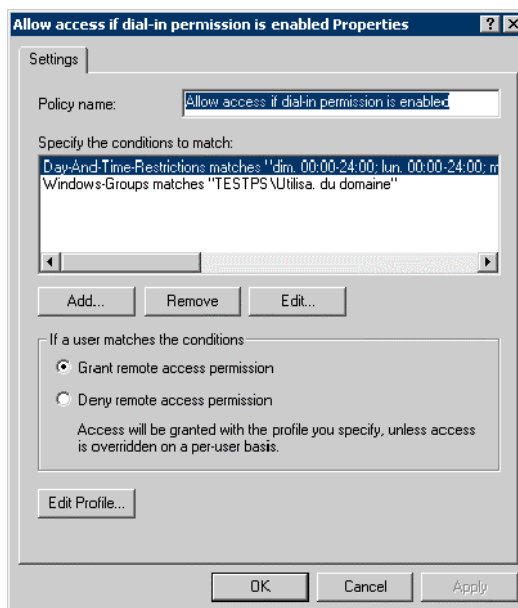 Allow access if dial-in permission is enabled Properties
Settings
Policy name: Allow access if dial-in permission is enabled
Specify the conditions to match:
Day-And-Time-Restrictions matches "dim. 00:00-24:00; lun. 00:00-24:00; m
Windows-Groups matches "TESTPS\Utilisa. du domaine"
Add... Remove Edit...
If a user matches the conditions
Grant remote access permission
Deny remote access permission
Access will be granted with the profile you specify, unless access
is overridden on a per-user basis.
Edit Profile...
OK Cancel Apply